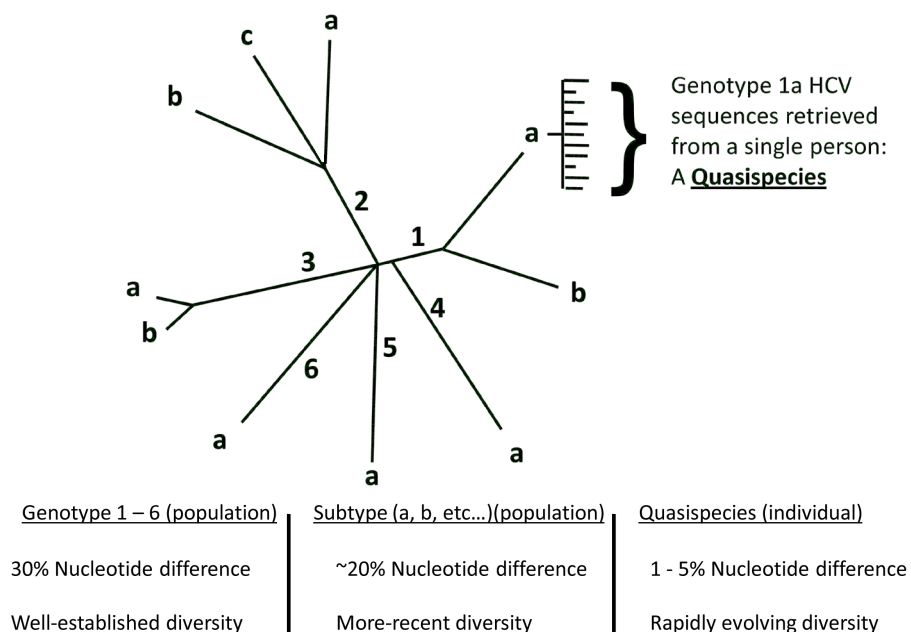 a
c
b
Genotype 1a HCV
sequences retrieved
from a single person:
A Quasispecies
a
2
1
3
a
b
b
4
5
6
a
a
a
Genotype 1 – 6 (population)
30% Nucleotide difference
Well-established diversity
Subtype (a, b, etc…)(population)
~20% Nucleotide difference
More-recent diversity
Quasispecies (individual)
1 - 5% Nucleotide difference
Rapidly evolving diversity